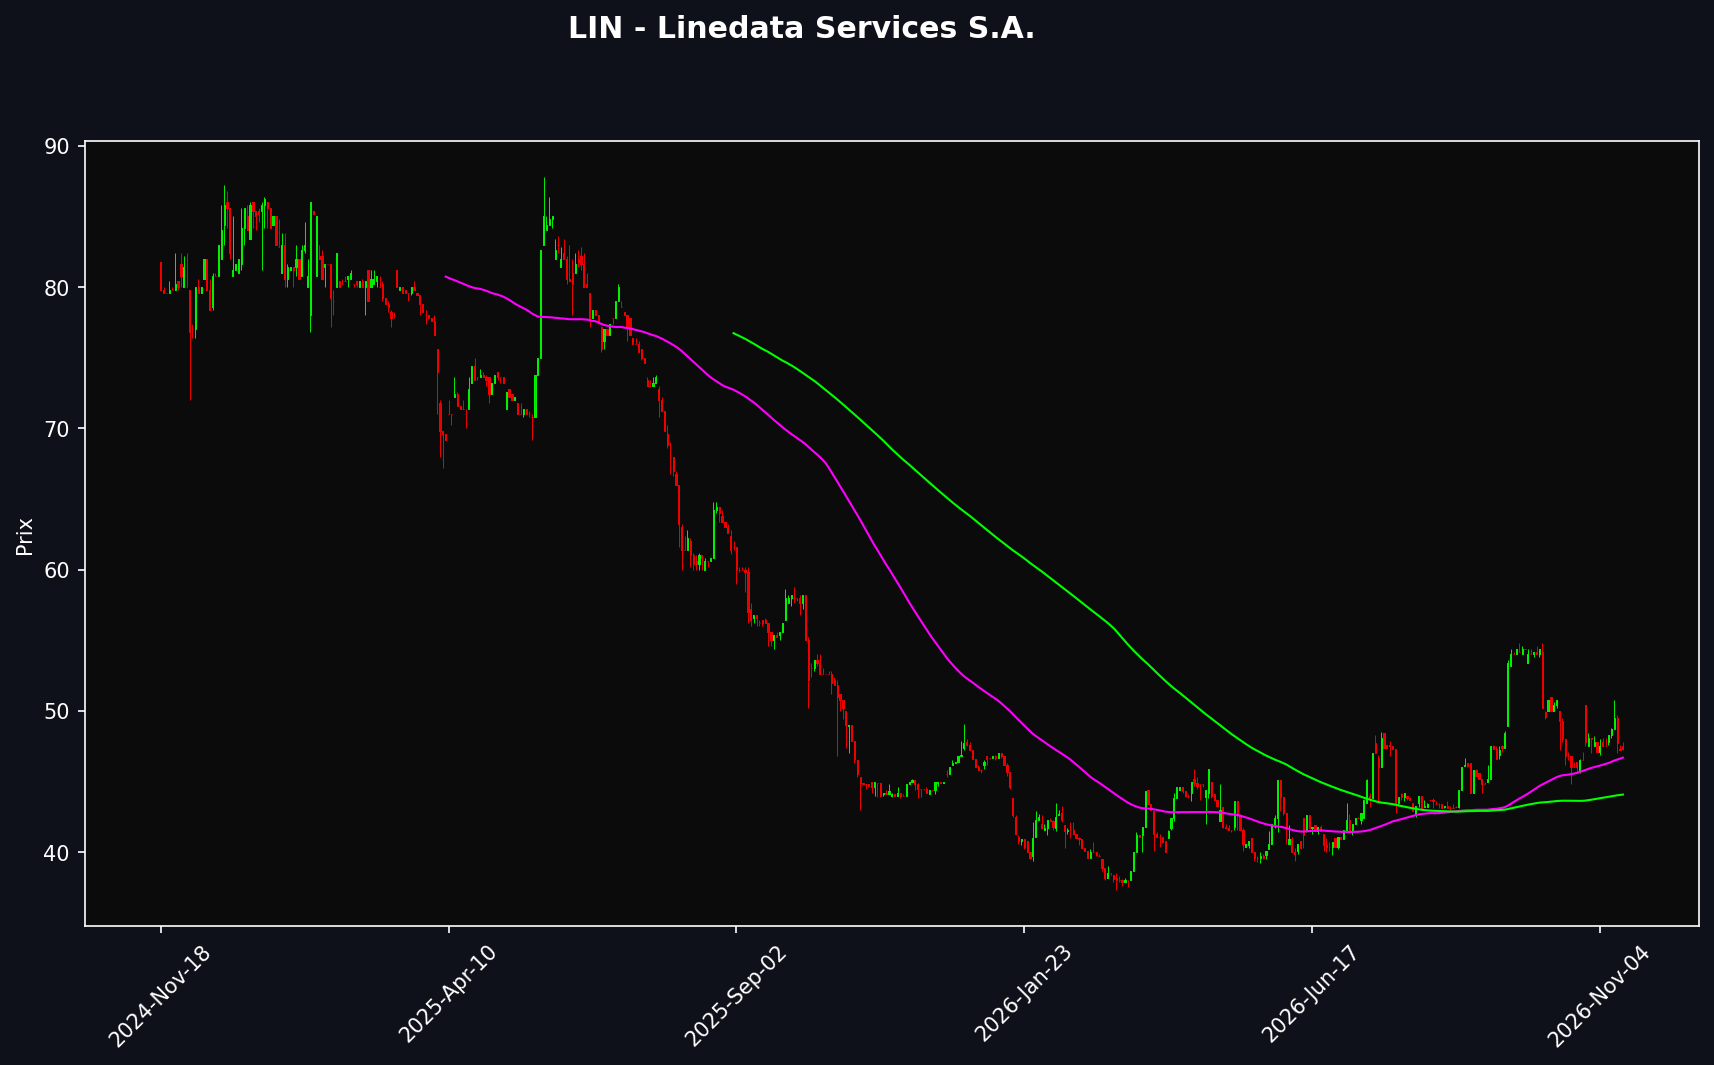 LIN - Linedata Services S.A.
Prix
90
80
70
60
50
40
2024-Nov-18
2025-Apr-10
2025-Sep-02
2026-Jan-23
2026-Jun-17
2026-Nov-04